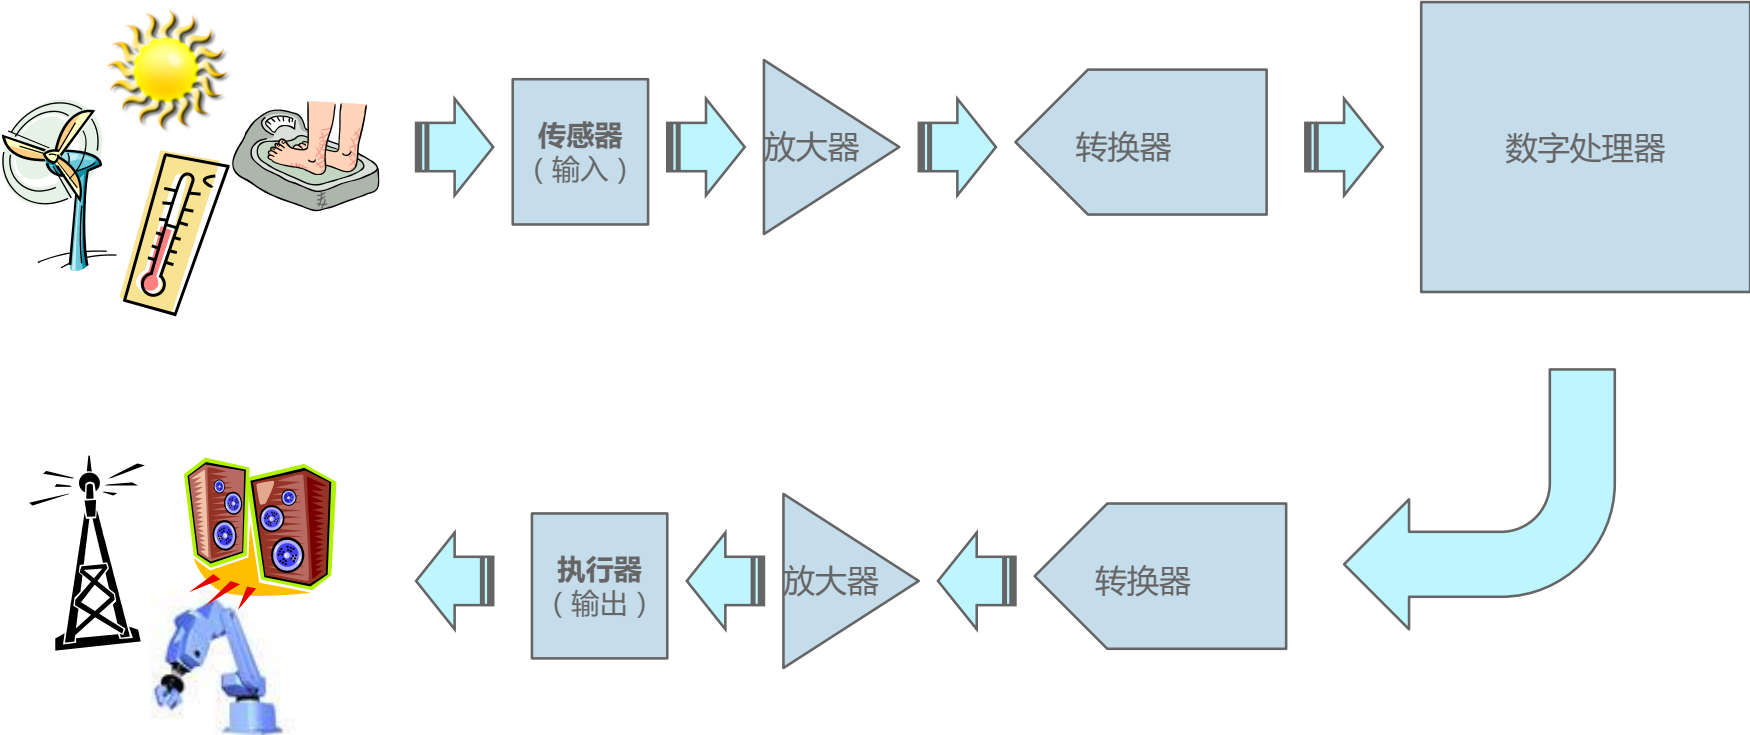 传感器
（输入）
放大器
转换器
数字处理器
执行器
（输出）
放大器
转换器